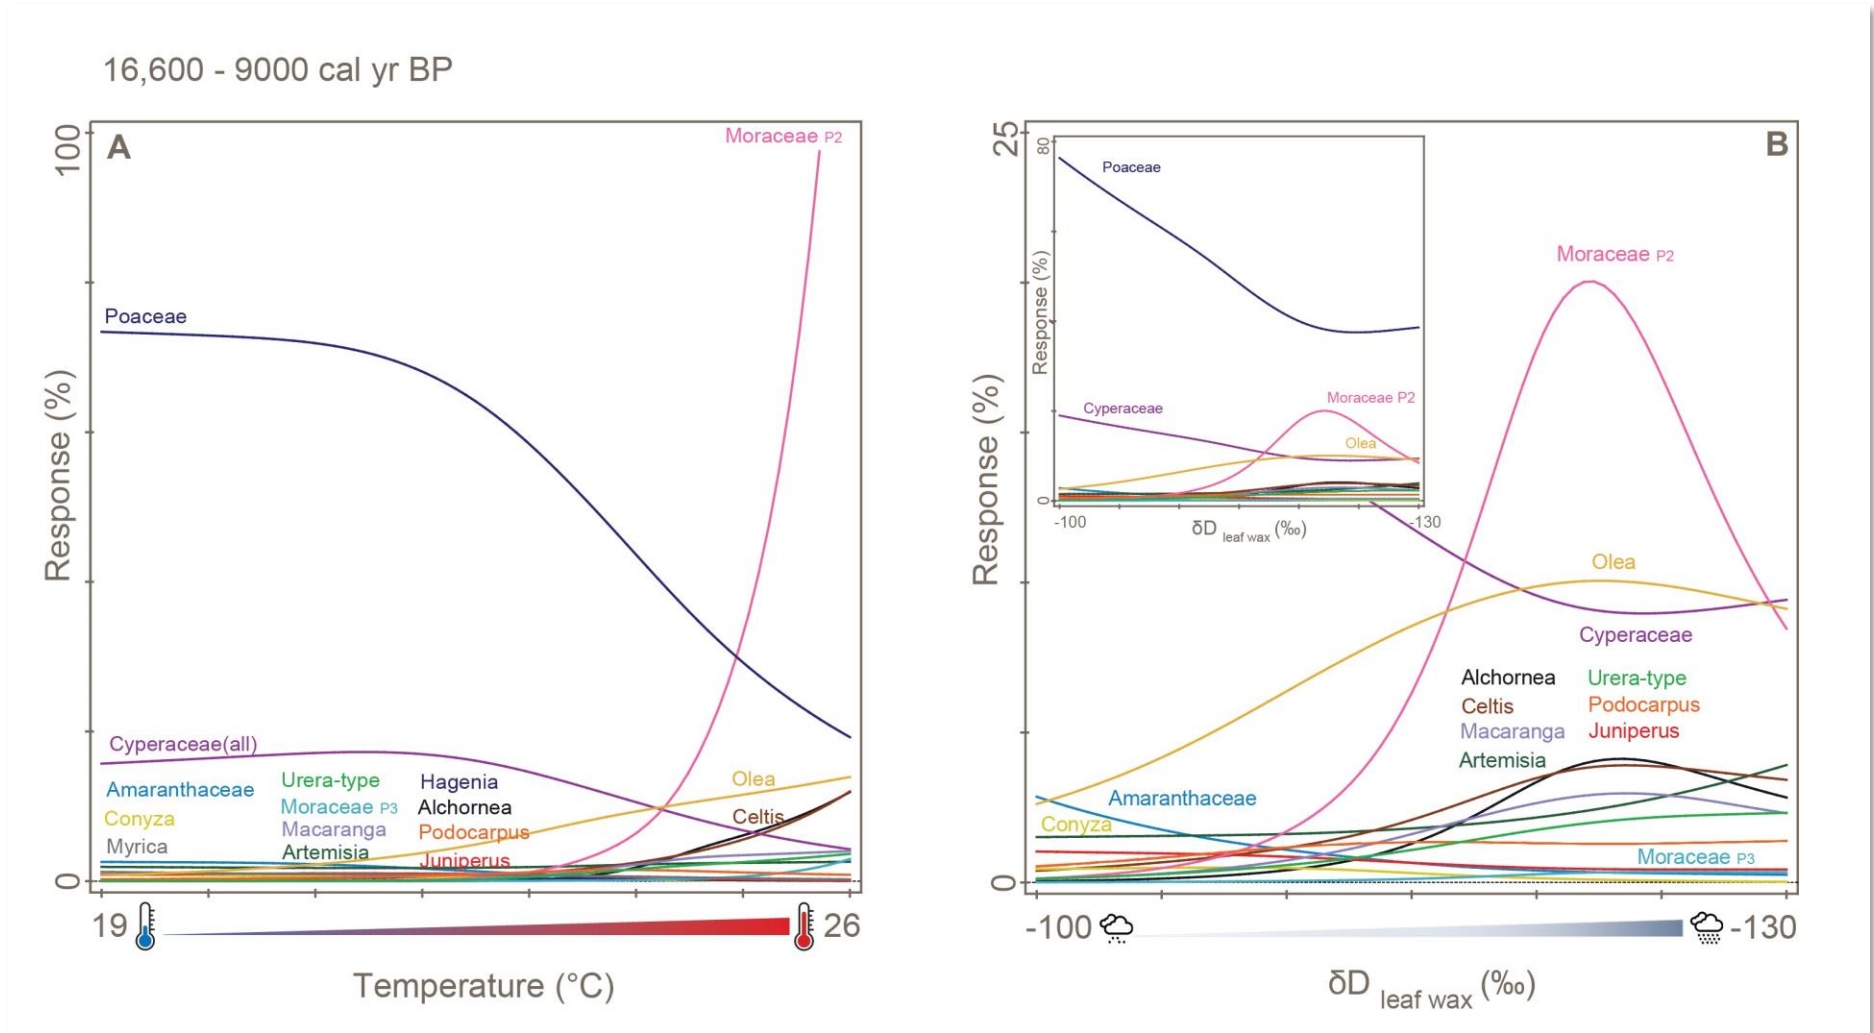 16,600 - 9000 cal yr BP
A
100
0
Response (%)
Moraceae P2
Poaceae
Cyperaceae(all)
Amaranthaceae
Conyza
Myrica
Urera-type
Moraceae P3
Macaranga
Artemisia
Hagenia
Alchornea
Podocarpus
Juniperus
Olea
Celtis
19
26
Temperature (°C)
B
25
0
Response (%)
80
0
Response (%)
Poaceae
Cyperaceae
Moraceae P2
Olea
-100
-130
δD leaf wax (‰)
Moraceae P2
Olea
Cyperaceae
Alchornea
Celtis
Macaranga
Artemisia
Urera-type
Podocarpus
Juniperus
Amaranthaceae
Conyza
Moraceae P3
-100
-130
δD leaf wax (‰)